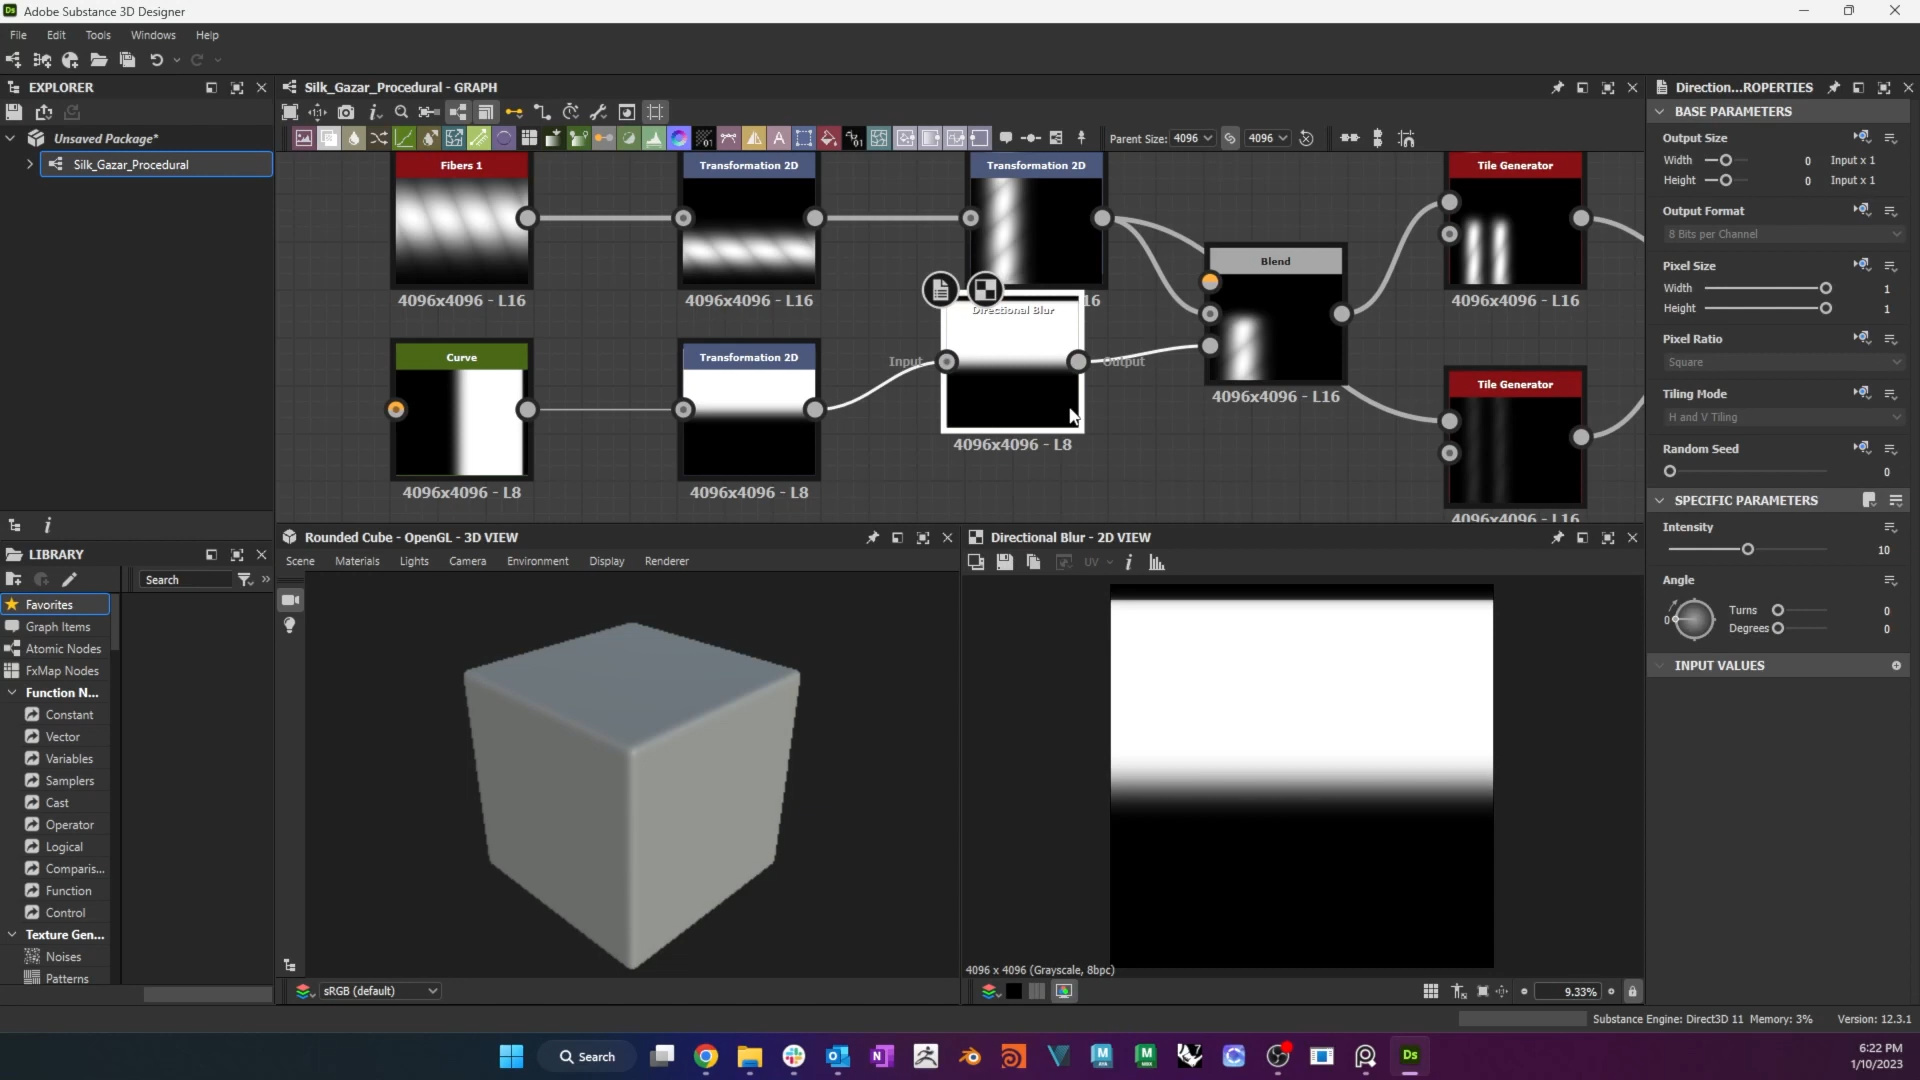 Adobe Substance 3D Designer
File Edit Tools Windows Help
EXPLORER
Unsaved Package*
Silk_Gazar_Procedural
Silk_Gazar_Procedural - GRAPH
Parent Size: 4096 4096
Fibers 1
4096x4096 - L16
Transformation 2D
4096x4096 - L16
Transformation 2D
16
Blend
4096x4096 - L16
Tile Generator
4096x4096 - L16
Curve
4096x4096 - L8
Transformation 2D
4096x4096 - L8
Input
Directional Blur
Output
4096x4096 - L8
Tile Generator
4096x4096 - L16
Direction...ROPERTIES
BASE PARAMETERS
Output Size
Width 0 Input x 1
Height 0 Input x 1
Output Format
8 Bits per Channel
Pixel Size
Width 1
Height 1
Pixel Ratio
Square
Tiling Mode
H and V Tiling
Random Seed
0
SPECIFIC PARAMETERS
Intensity
10
Angle
0
Turns 0
Degrees 0
INPUT VALUES
LIBRARY
Search
Favorites
Graph Items
Atomic Nodes
FxMap Nodes
Function N...
Constant
Vector
Variables
Samplers
Cast
Operator
Logical
Comparis...
Function
Control
Texture Gen...
Noises
Patterns
Rounded Cube - OpenGL - 3D VIEW
Scene Materials Lights Camera Environment Display Renderer
sRGB (default)
Directional Blur - 2D VIEW
UV
4096 x 4096 (Grayscale, 8bpc)
9.33%
Substance Engine: Direct3D 11 Memory: 3% Version: 12.3.1
Search
Ds
6:22 PM
1/10/2023